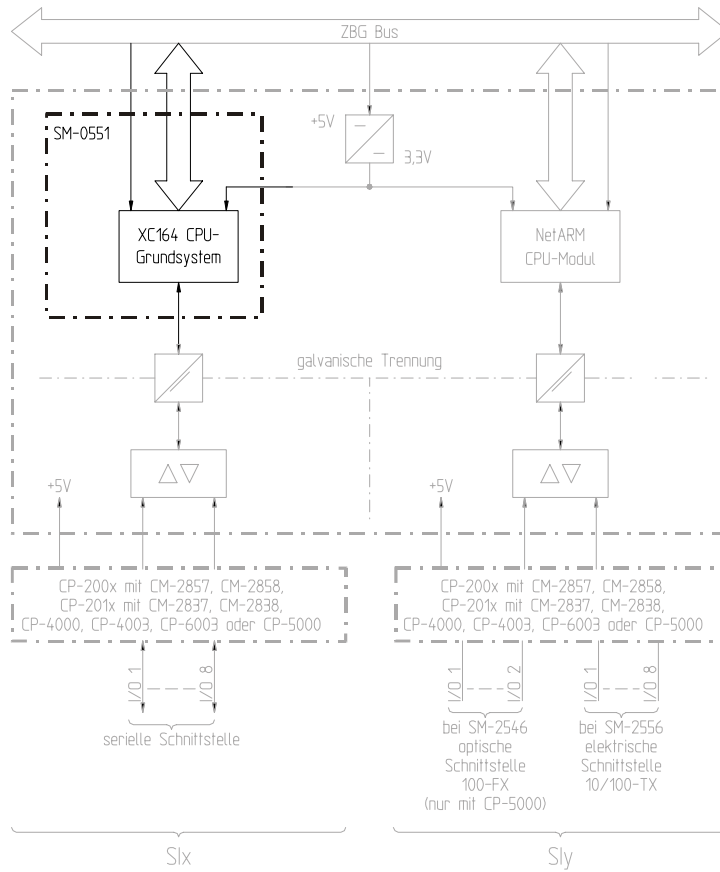 ZBG Bus
SM-0551
+5V
3,3V
XC164 CPU-
Grundsystem
NetARM
CPU-Modul
galvanische Trennung
+5V
+5V
CP-200x mit CM-2857, CM-2858,
CP-201x mit CM-2837, CM-2838,
CP-4000, CP-4003, CP-6003 oder CP-5000
CP-200x mit CM-2857, CM-2858,
CP-201x mit CM-2837, CM-2838,
CP-4000, CP-4003, CP-6003 oder CP-5000
I/O 1
I/O 8
I/O 1
I/O 2
I/O 1
I/O 8
serielle Schnittstelle
bei SM-2546
optische
Schnittstelle
100-FX
(nur mit CP-5000)
bei SM-2556
elektrische
Schnittstelle
10/100-TX
SIx
SIy